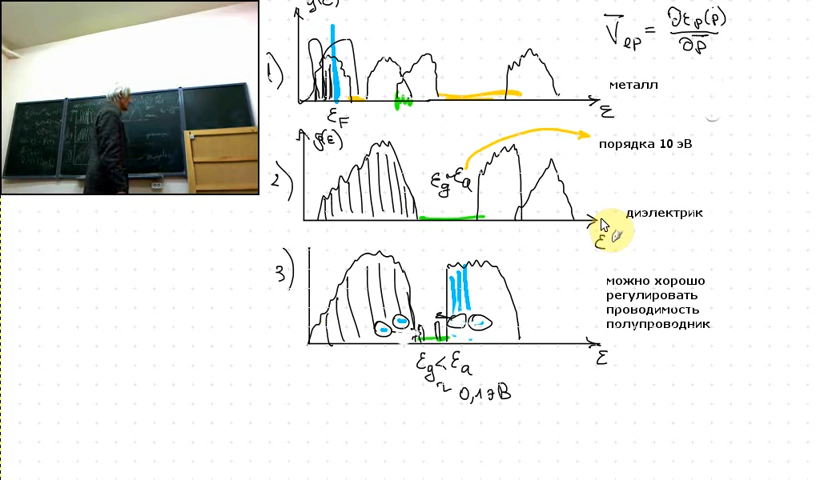 g(ε)
V̄_εp = ∂ε_p(p̄)/∂p̄
1)
металл
ε
ε_F
g(ε)
порядка 10 эВ
2)
ε_g ~ ε_a
диэлектрик
ε
3)
можно хорошо
регулировать
проводимость
полупроводник
ε_g < ε_a
ε
~ 0,1 эВ